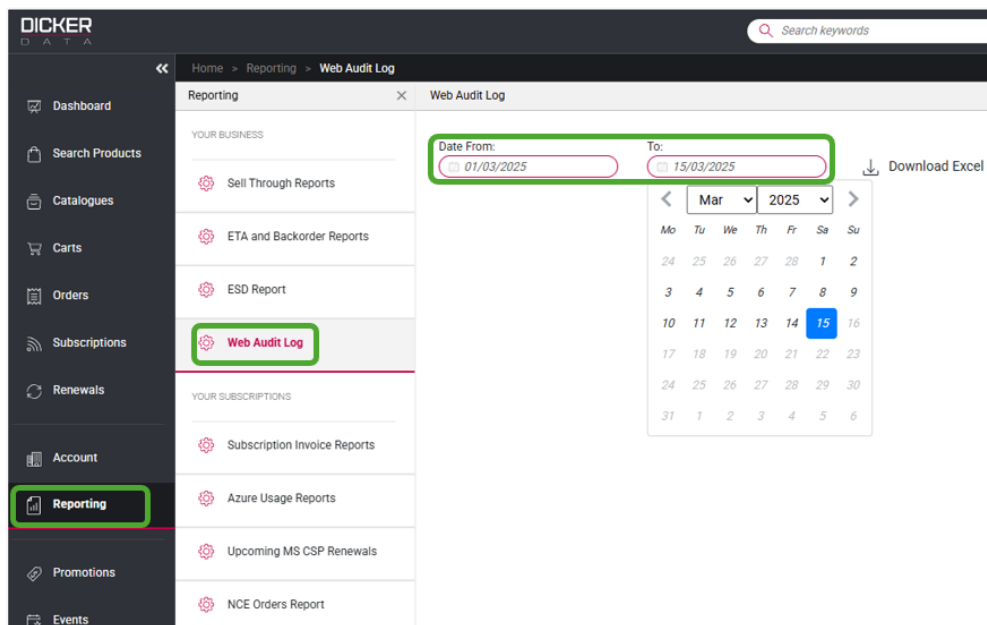 DICKER
DATA
Search keywords
Home > Reporting > Web Audit Log
Dashboard
Search Products
Catalogues
Carts
Orders
Subscriptions
Renewals
Account
Reporting
Promotions
Events
Reporting
YOUR BUSINESS
Sell Through Reports
ETA and Backorder Reports
ESD Report
Web Audit Log
YOUR SUBSCRIPTIONS
Subscription Invoice Reports
Azure Usage Reports
Upcoming MS CSP Renewals
NCE Orders Report
Web Audit Log
Date From: To:
01/03/2025 15/03/2025
Download Excel
Mar 2025
Mo Tu We Th Fr Sa Su
24 25 26 27 28 1 2
3 4 5 6 7 8 9
10 11 12 13 14 15 16
17 18 19 20 21 22 23
24 25 26 27 28 29 30
31 1 2 3 4 5 6